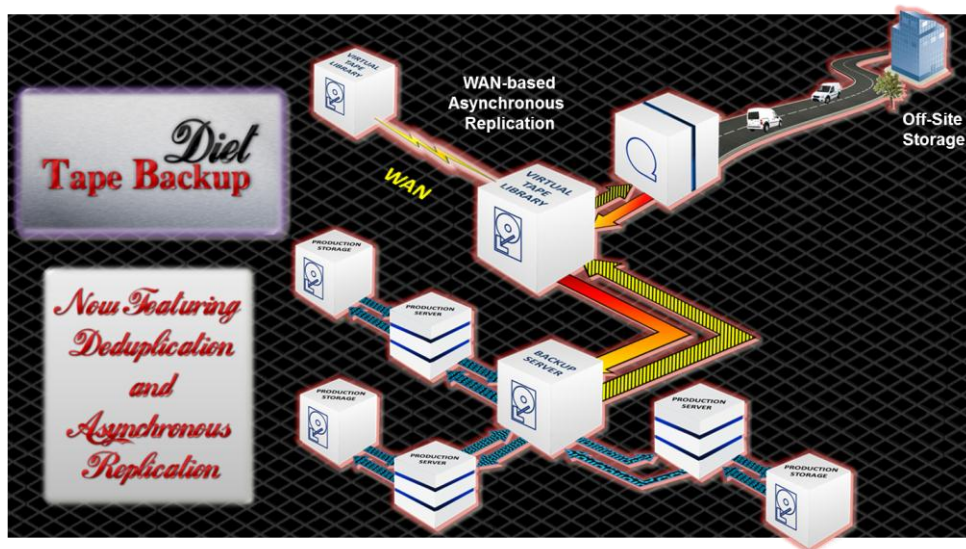 VIRTUAL
TAPE
LIBRARY
WAN-based
Asynchronous
Replication
Off-Site
Storage
Diet
Tape Backup
WAN
VIRTUAL
TAPE
LIBRARY
PRODUCTION
STORAGE
Now Featuring
Deduplication
and
Asynchronous
Replication
PRODUCTION
SERVER
BACKUP
SERVER
PRODUCTION
STORAGE
PRODUCTION
SERVER
PRODUCTION
SERVER
PRODUCTION
STORAGE